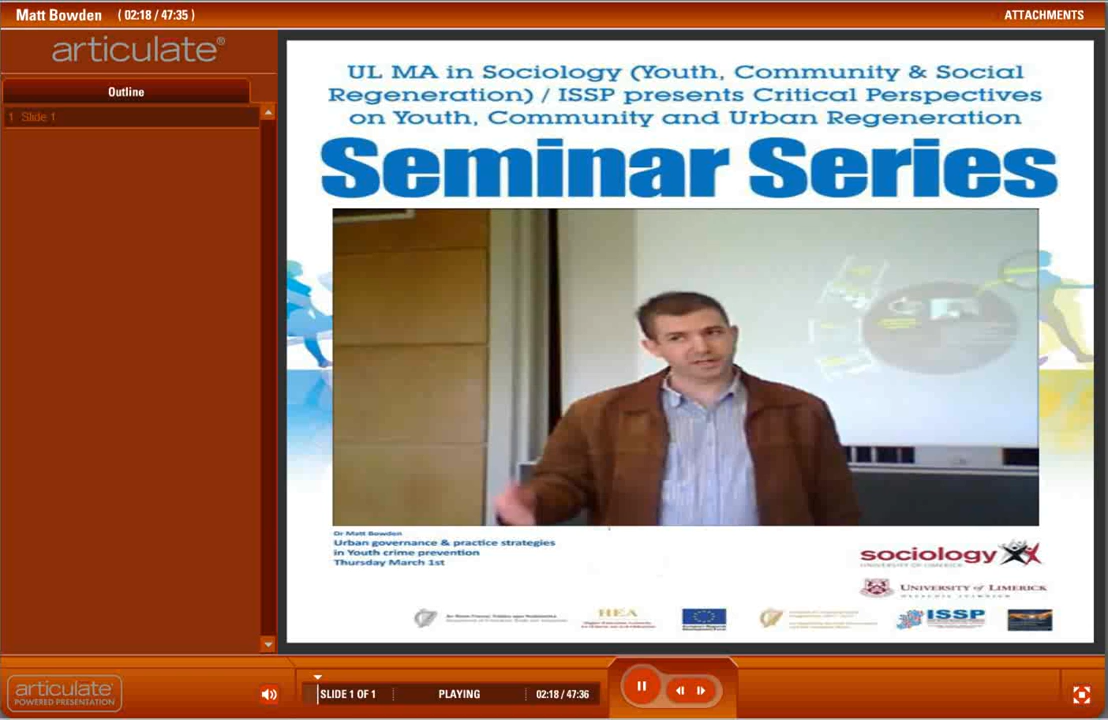 Matt Bowden ( 02:18 / 47:35 )
ATTACHMENTS
articulate®
Outline
1 Slide 1
UL MA in Sociology (Youth, Community & Social
Regeneration) / ISSP presents Critical Perspectives
on Youth, Community and Urban Regeneration
Seminar Series
Dr Matt Bowden
Urban governance & practice strategies
in Youth crime prevention
Thursday March 1st
sociology
UNIVERSITY OF LIMERICK
UNIVERSITY of LIMERICK
HEA
ISSP
articulate®
POWERED PRESENTATION
SLIDE 1 OF 1
PLAYING
02:18 / 47:36